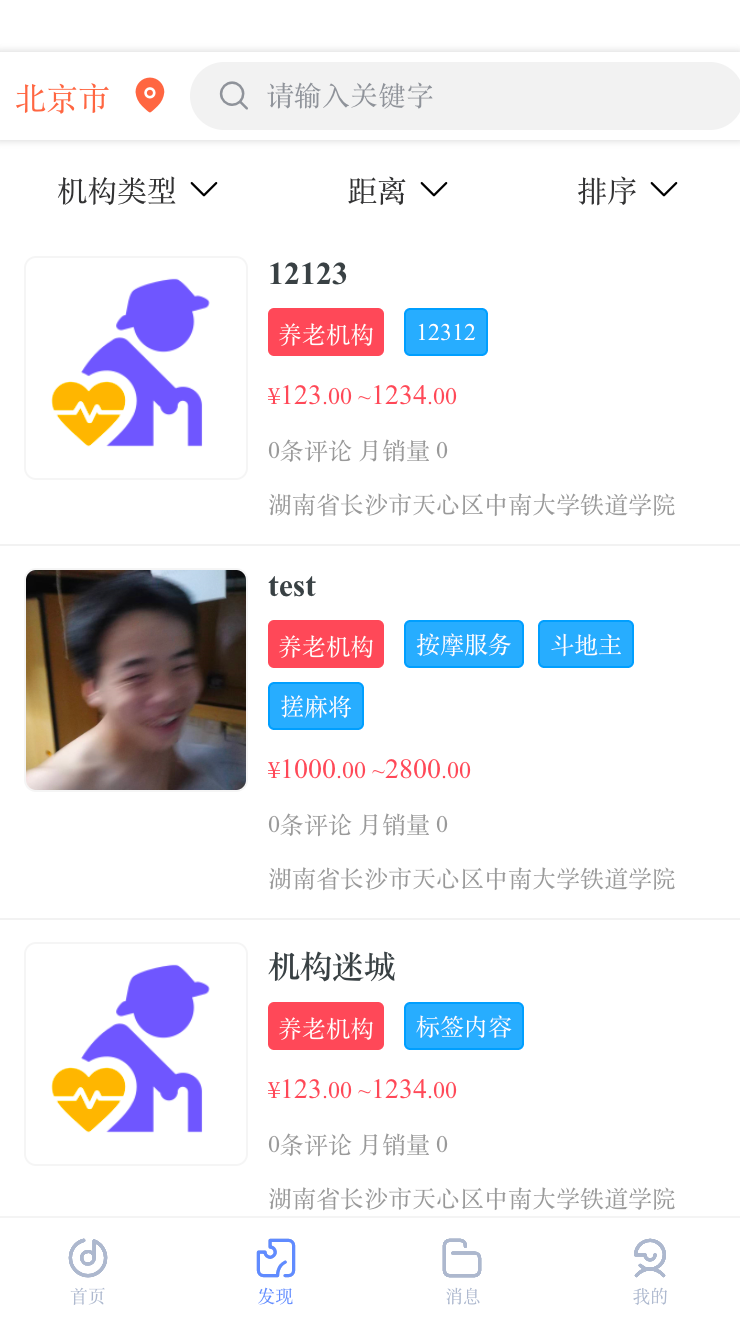 北京市 请输入关键字
机构类型 距离 排序
12123
养老机构 12312
¥123.00 ~1234.00
0条评论 月销量 0
湖南省长沙市天心区中南大学铁道学院
test
养老机构 按摩服务 斗地主
搓麻将
¥1000.00 ~2800.00
0条评论 月销量 0
湖南省长沙市天心区中南大学铁道学院
机构迷城
养老机构 标签内容
¥123.00 ~1234.00
0条评论 月销量 0
湖南省长沙市天心区中南大学铁道学院
首页 发现 消息 我的